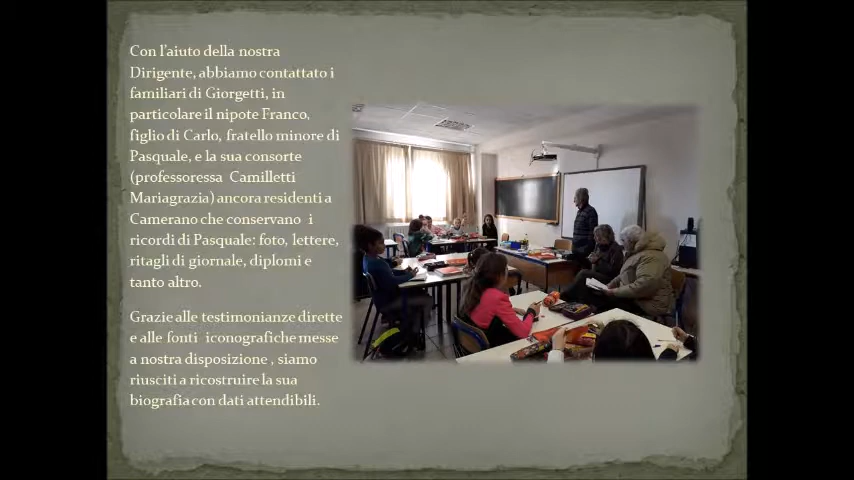 Con l'aiuto della nostra
Dirigente, abbiamo contattato i
familiari di Giorgetti, in
particolare il nipote Franco,
figlio di Carlo, fratello minore di
Pasquale, e la sua consorte
(professoressa Camilletti
Mariagrazia) ancora residenti a
Camerano che conservano i
ricordi di Pasquale: foto, lettere,
ritagli di giornale, diplomi e
tanto altro.
Grazie alle testimonianze dirette
e alle fonti iconografiche messe
a nostra disposizione , siamo
riusciti a ricostruire la sua
biografia con dati attendibili.